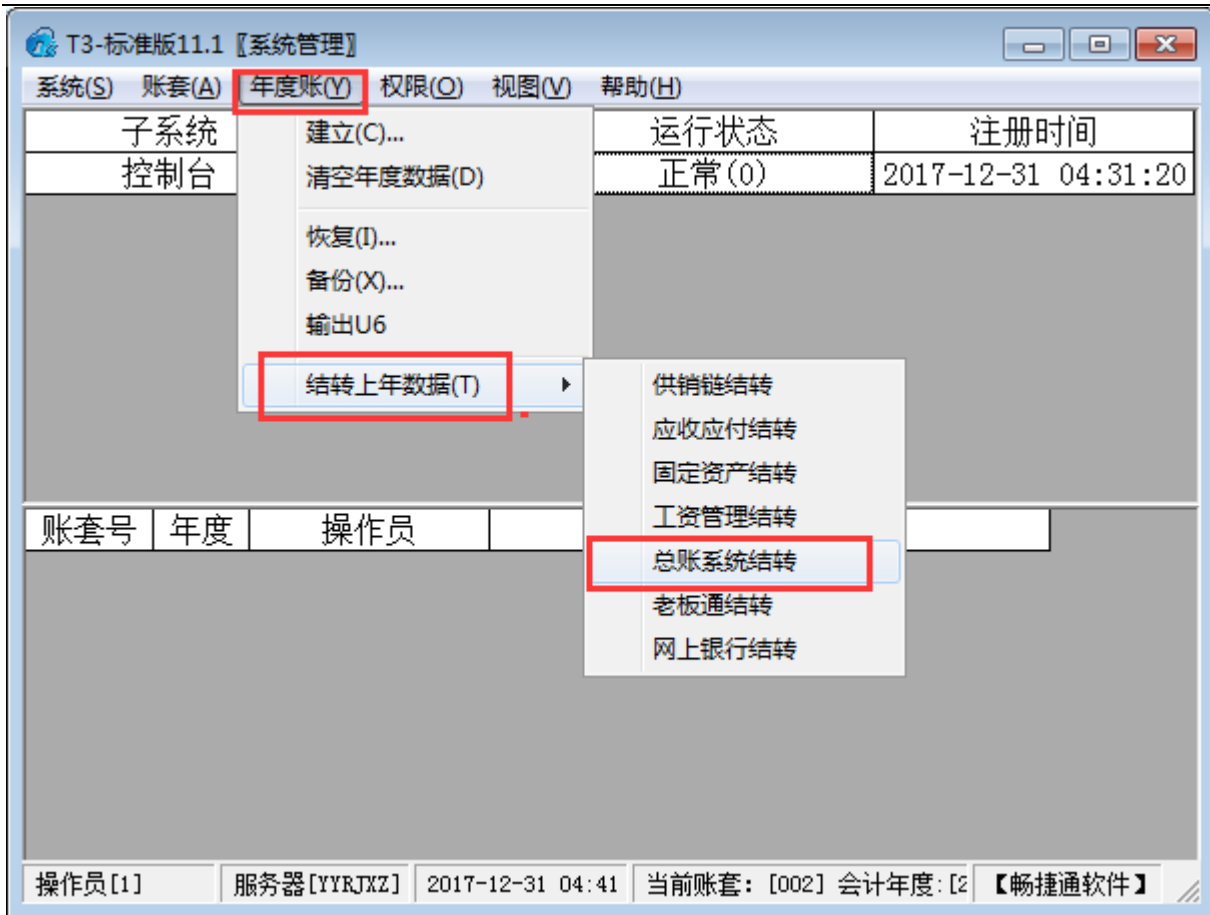 T3-标准版11.1〖系统管理〗
系统(S) 账套(A) 年度账(Y) 权限(O) 视图(V) 帮助(H)
子系统 运行状态 注册时间
控制台 正常(0) 2017-12-31 04:31:20
建立(C)...
清空年度数据(D)
恢复(I)...
备份(X)...
输出U6
结转上年数据(T)
供销链结转
应收应付结转
固定资产结转
工资管理结转
总账系统结转
老板通结转
网上银行结转
账套号 年度 操作员
操作员[1] 服务器[YYRJXZ] 2017-12-31 04:41 当前账套: [002] 会计年度:[2 【畅捷通软件】